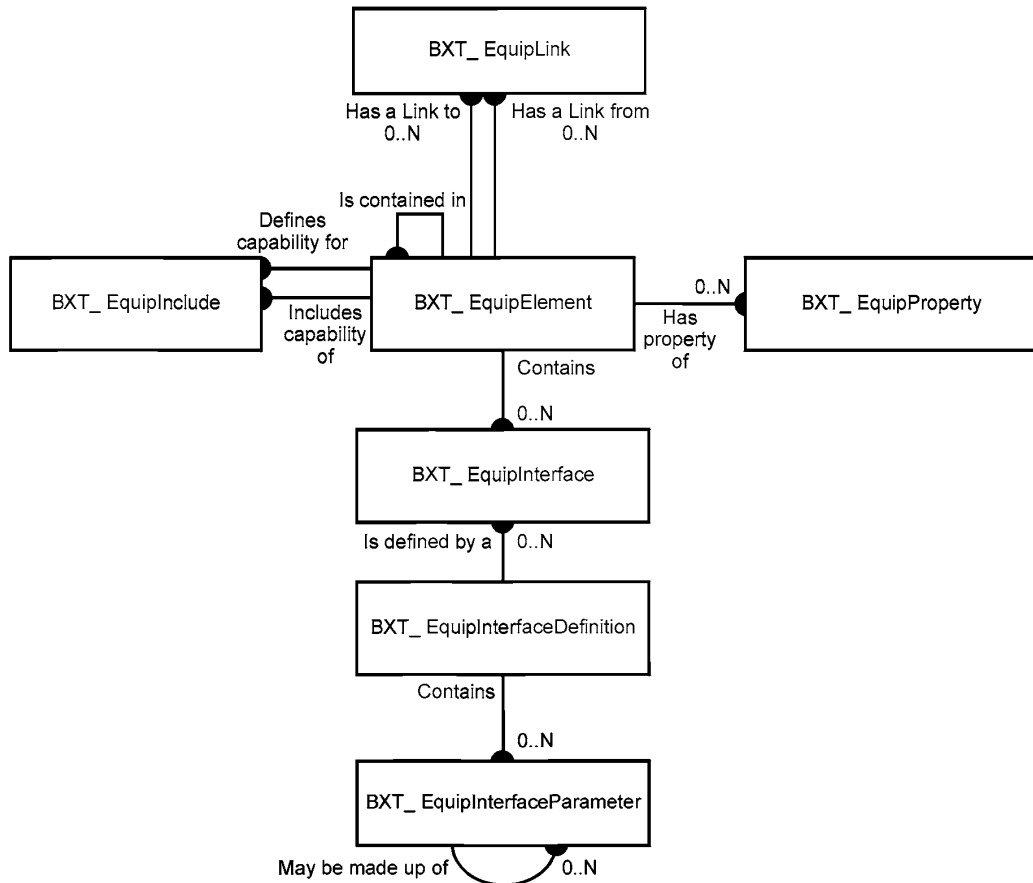 BXT_ EquipLink
Has a Link to
0..N
Has a Link from
0..N
Is contained in
Defines
capability for
BXT_ EquipInclude
Includes
capability
of
BXT_ EquipElement
0..N
Has
property
of
BXT_ EquipProperty
Contains
0..N
BXT_ EquipInterface
Is defined by a
0..N
BXT_ EquipInterfaceDefinition
Contains
0..N
BXT_ EquipInterfaceParameter
May be made up of
0..N